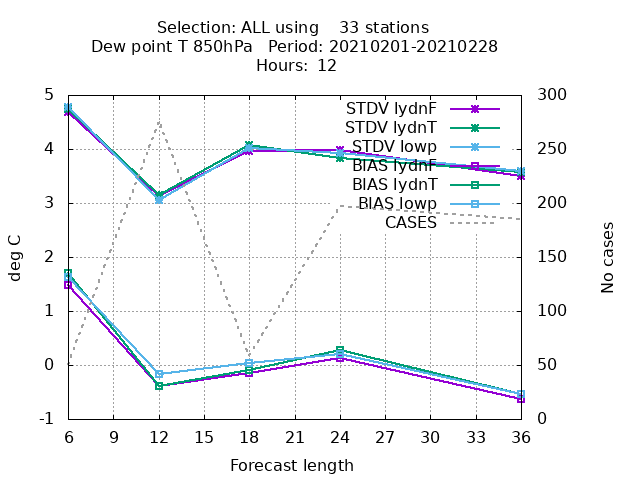 Selection: ALL using    33 stations
Dew point T 850hPa   Period: 20210201-20210228
Hours:  12
STDV lydnF
STDV lydnT
STDV lowp
BIAS lydnF
BIAS lydnT
BIAS lowp
CASES
5
4
3
2
1
0
-1
deg C
300
250
200
150
100
50
0
No cases
6 9 12 15 18 21 24 27 30 33 36
Forecast length